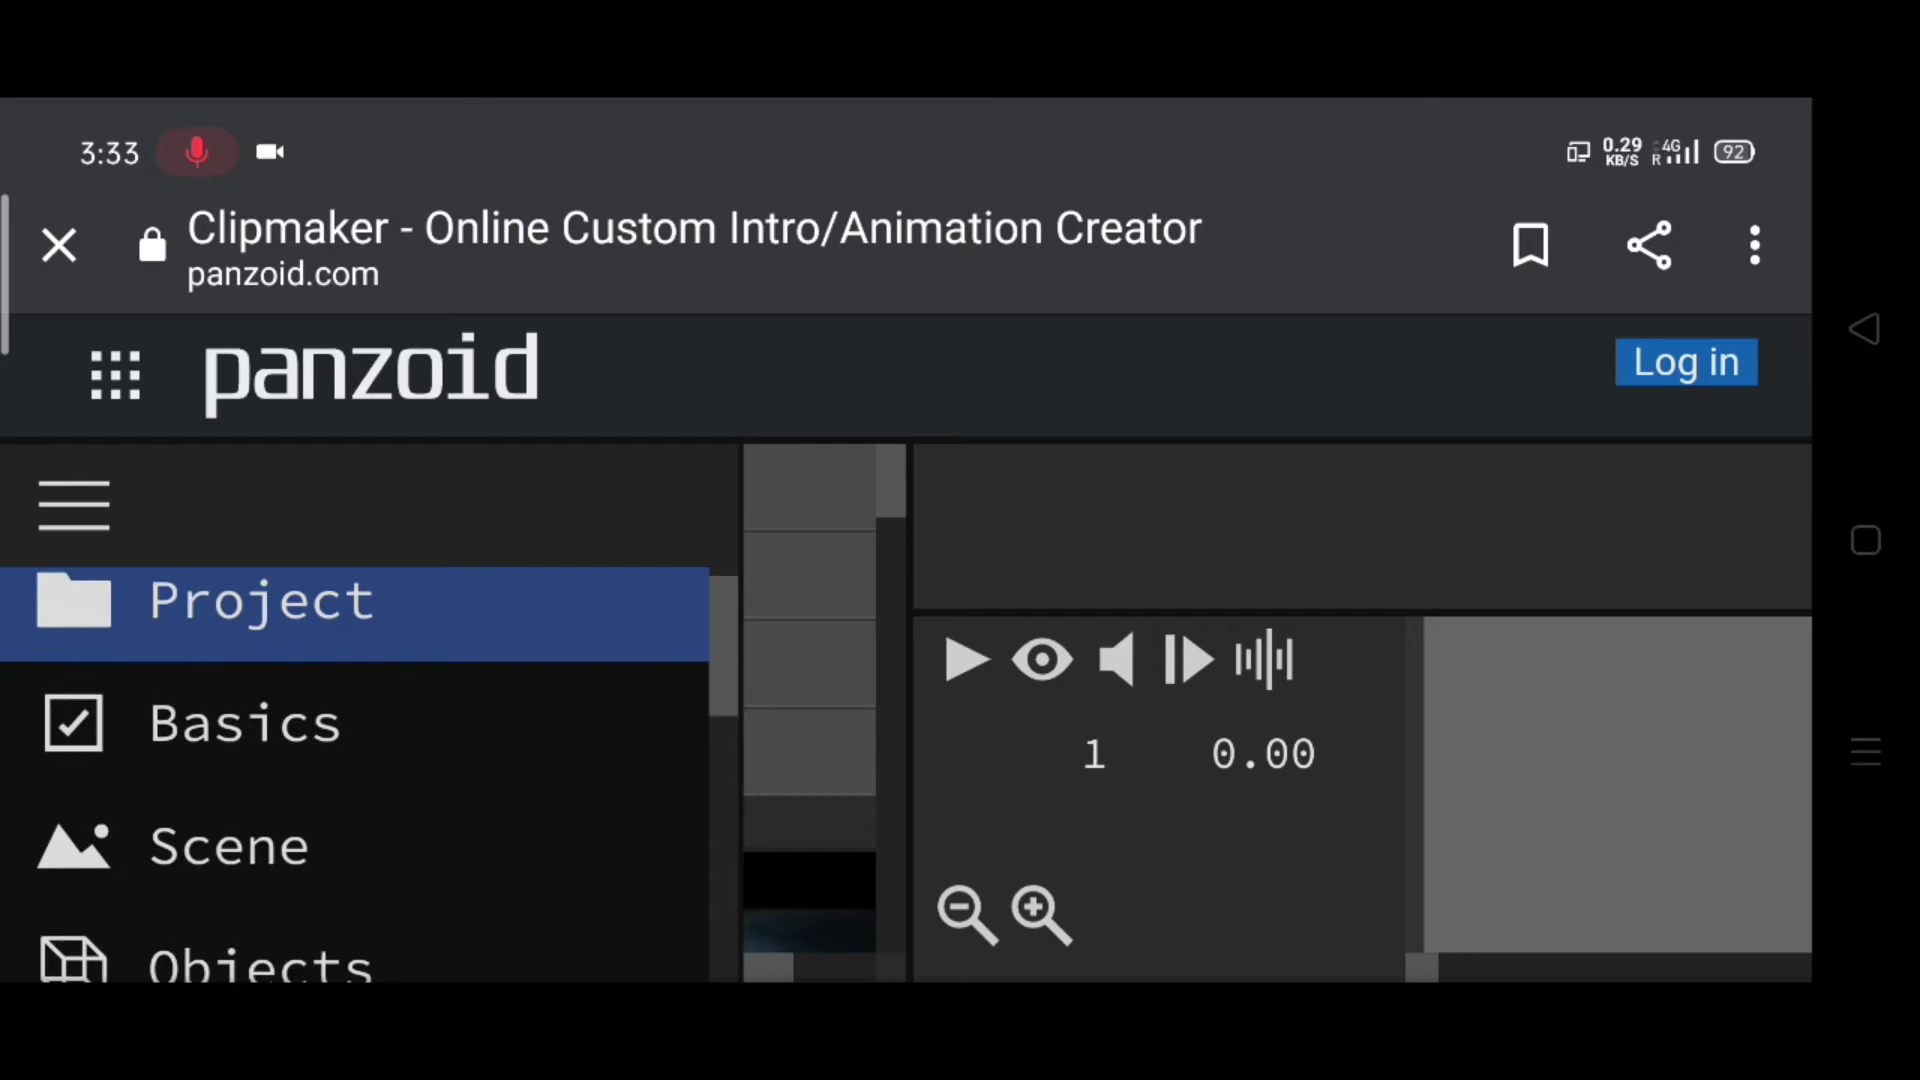 3:33
0.29
KB/S
4G
R
92
Clipmaker - Online Custom Intro/Animation Creator
panzoid.com
panzoid
Log in
Project
Basics
Scene
Objects
1 0.00